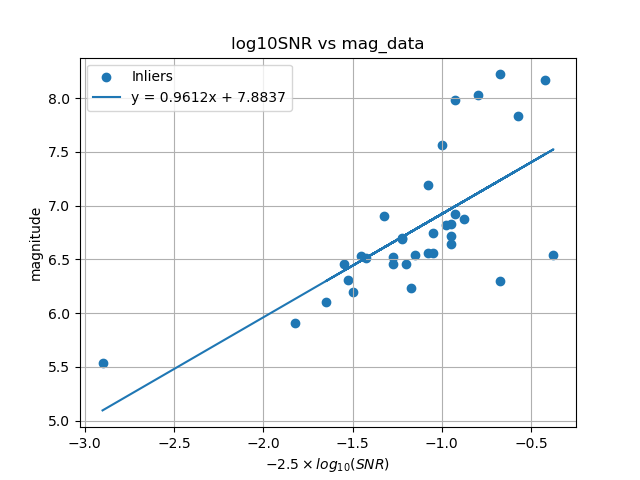 log10SNR vs mag_data
Inliers
y = 0.9612x + 7.8837
magnitude
8.0
7.5
7.0
6.5
6.0
5.5
5.0
−3.0 −2.5 −2.0 −1.5 −1.0 −0.5
−2.5 × log10(SNR)